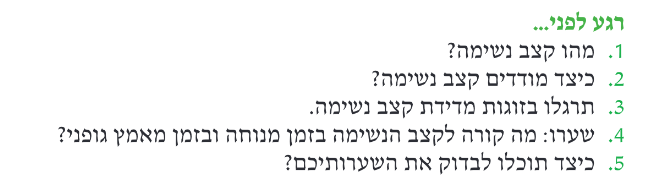 רגע לפני...
1. מהו קצב נשימה?
2. כיצד מודדים קצב נשימה?
3. תרגלו בזוגות מדידת קצב נשימה.
4. שערו: מה קורה לקצב הנשימה בזמן מנוחה ובזמן מאמץ גופני?
5. כיצד תוכלו לבדוק את השערותיכם?